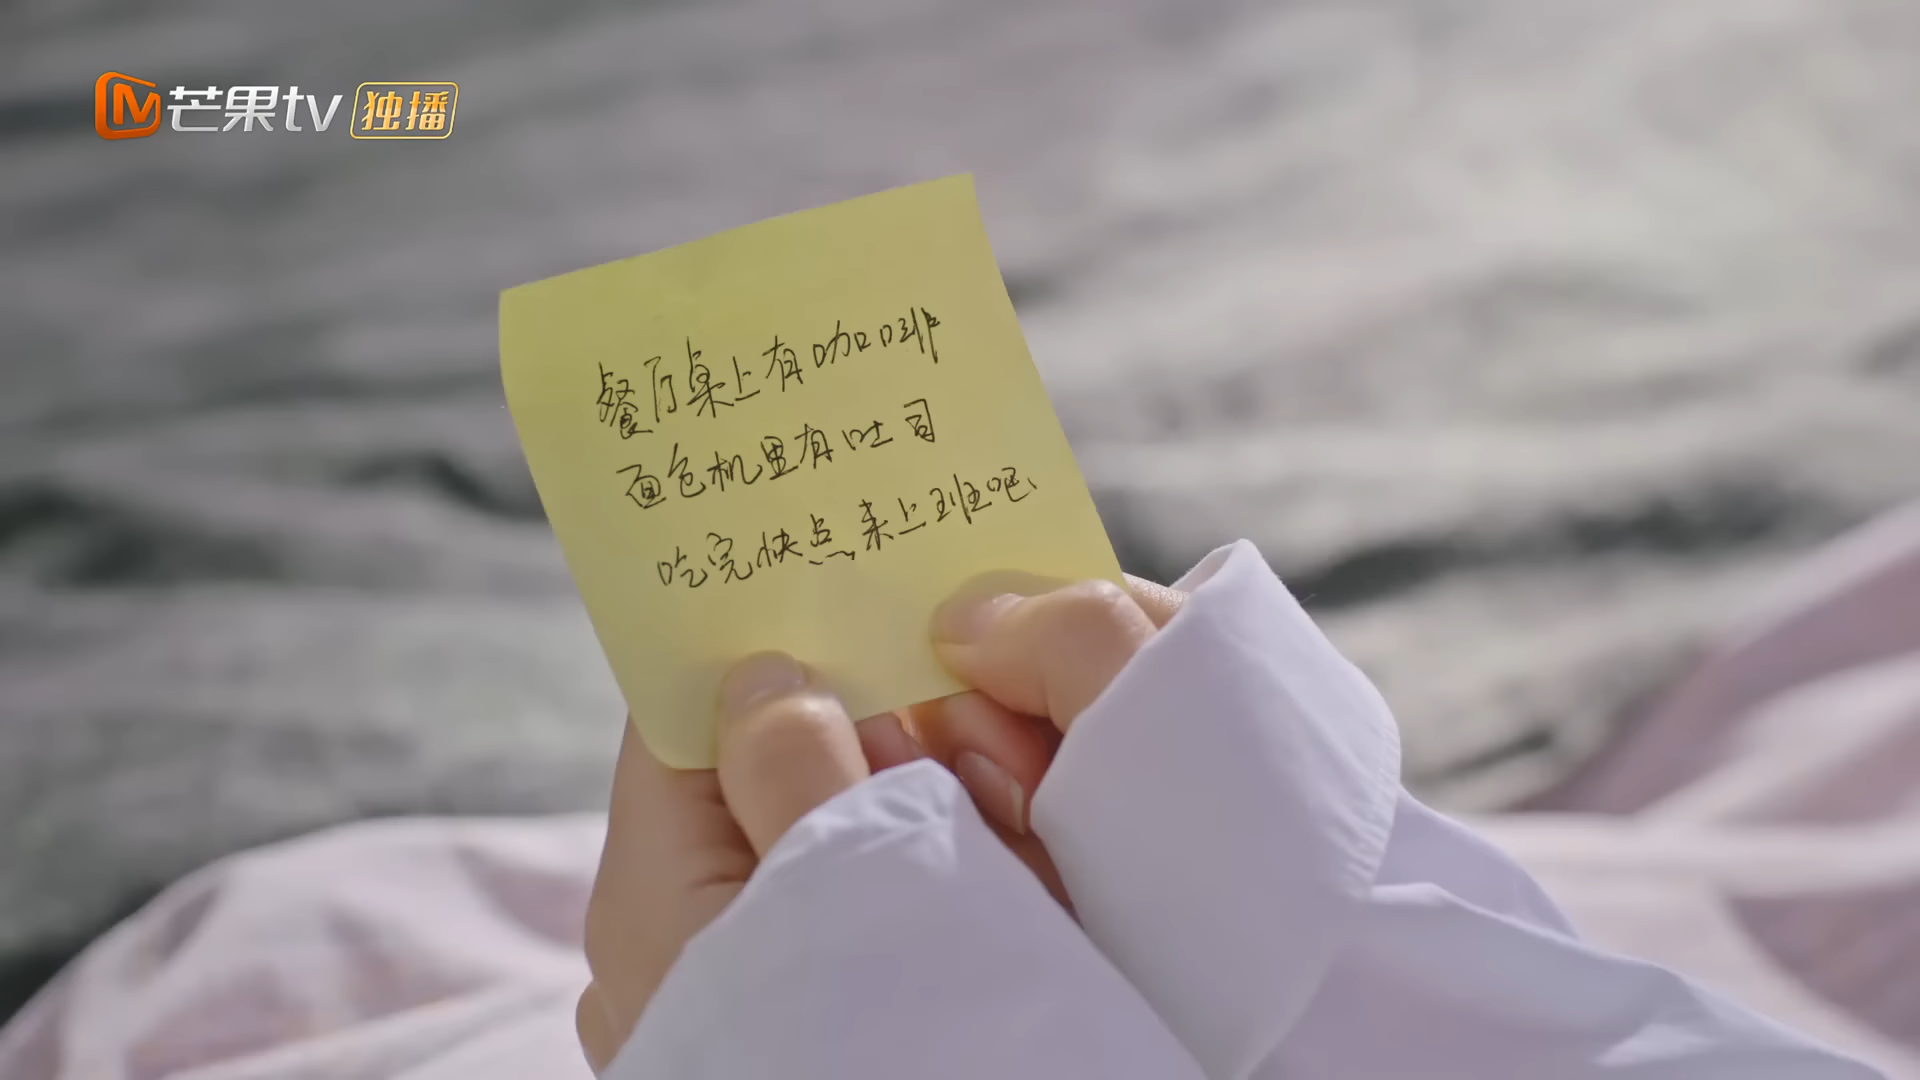 芒果tv 独播
餐厅桌上有咖啡
面包机里有吐司
吃完快点来上班吧